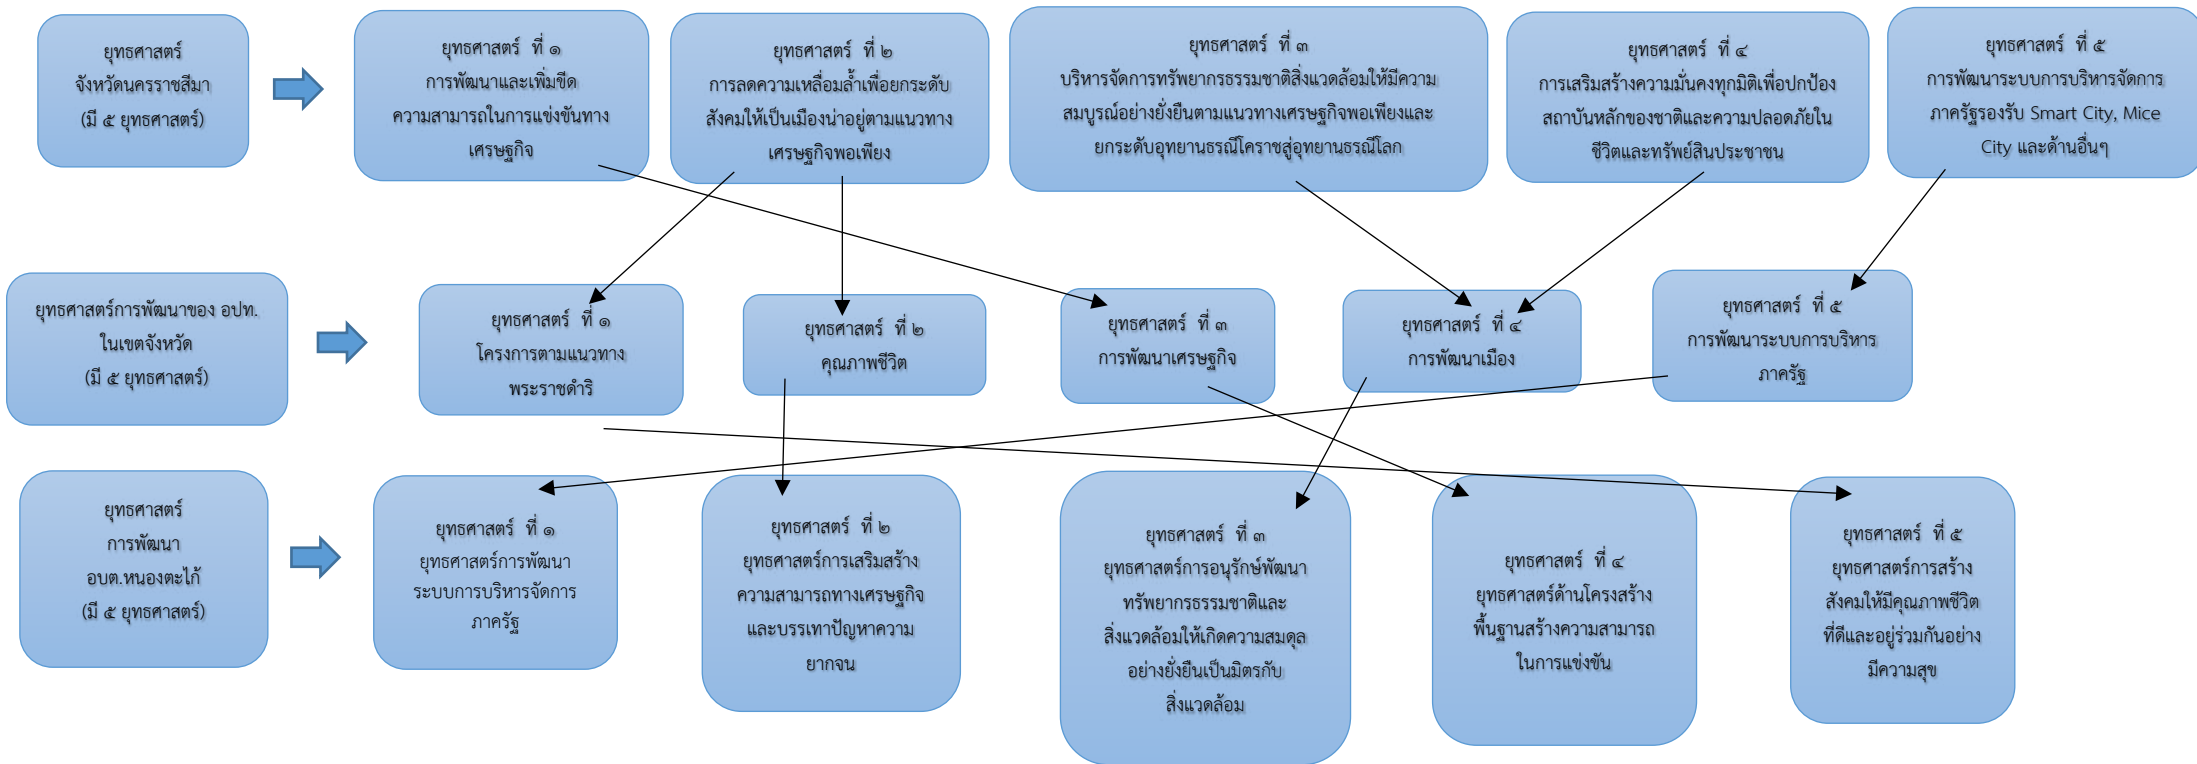 ยุทธศาสตร์
จังหวัดนครราชสีมา
(มี ๕ ยุทธศาสตร์)
ยุทธศาสตร์ ที่ ๑
การพัฒนาและเพิ่มขีด
ความสามารถในการแข่งขันทาง
เศรษฐกิจ
ยุทธศาสตร์ ที่ ๒
การลดความเหลื่อมล้ำเพื่อยกระดับ
สังคมให้เป็นเมืองน่าอยู่ตามแนวทาง
เศรษฐกิจพอเพียง
ยุทธศาสตร์ ที่ ๓
บริหารจัดการทรัพยากรธรรมชาติสิ่งแวดล้อมให้มีความ
สมบูรณ์อย่างยั่งยืนตามแนวทางเศรษฐกิจพอเพียงและ
ยกระดับอุทยานธรณีโคราชสู่อุทยานธรณีโลก
ยุทธศาสตร์ ที่ ๔
การเสริมสร้างความมั่นคงทุกมิติเพื่อปกป้อง
สถาบันหลักของชาติและความปลอดภัยใน
ชีวิตและทรัพย์สินประชาชน
ยุทธศาสตร์ ที่ ๕
การพัฒนาระบบการบริหารจัดการ
ภาครัฐรองรับ Smart City, Mice
City และด้านอื่นๆ
ยุทธศาสตร์การพัฒนาของ อปท.
ในเขตจังหวัด
(มี ๕ ยุทธศาสตร์)
ยุทธศาสตร์ ที่ ๑
โครงการตามแนวทาง
พระราชดำริ
ยุทธศาสตร์ ที่ ๒
คุณภาพชีวิต
ยุทธศาสตร์ ที่ ๓
การพัฒนาเศรษฐกิจ
ยุทธศาสตร์ ที่ ๔
การพัฒนาเมือง
ยุทธศาสตร์ ที่ ๕
การพัฒนาระบบการบริหาร
ภาครัฐ
ยุทธศาสตร์
การพัฒนา
อบต.หนองตะไก้
(มี ๕ ยุทธศาสตร์)
ยุทธศาสตร์ ที่ ๑
ยุทธศาสตร์การพัฒนา
ระบบการบริหารจัดการ
ภาครัฐ
ยุทธศาสตร์ ที่ ๒
ยุทธศาสตร์การเสริมสร้าง
ความสามารถทางเศรษฐกิจ
และบรรเทาปัญหาความ
ยากจน
ยุทธศาสตร์ ที่ ๓
ยุทธศาสตร์การอนุรักษ์พัฒนา
ทรัพยากรธรรมชาติและ
สิ่งแวดล้อมให้เกิดความสมดุล
อย่างยั่งยืนเป็นมิตรกับ
สิ่งแวดล้อม
ยุทธศาสตร์ ที่ ๔
ยุทธศาสตร์ด้านโครงสร้าง
พื้นฐานสร้างความสามารถ
ในการแข่งขัน
ยุทธศาสตร์ ที่ ๕
ยุทธศาสตร์การสร้าง
สังคมให้มีคุณภาพชีวิต
ที่ดีและอยู่ร่วมกันอย่าง
มีความสุข